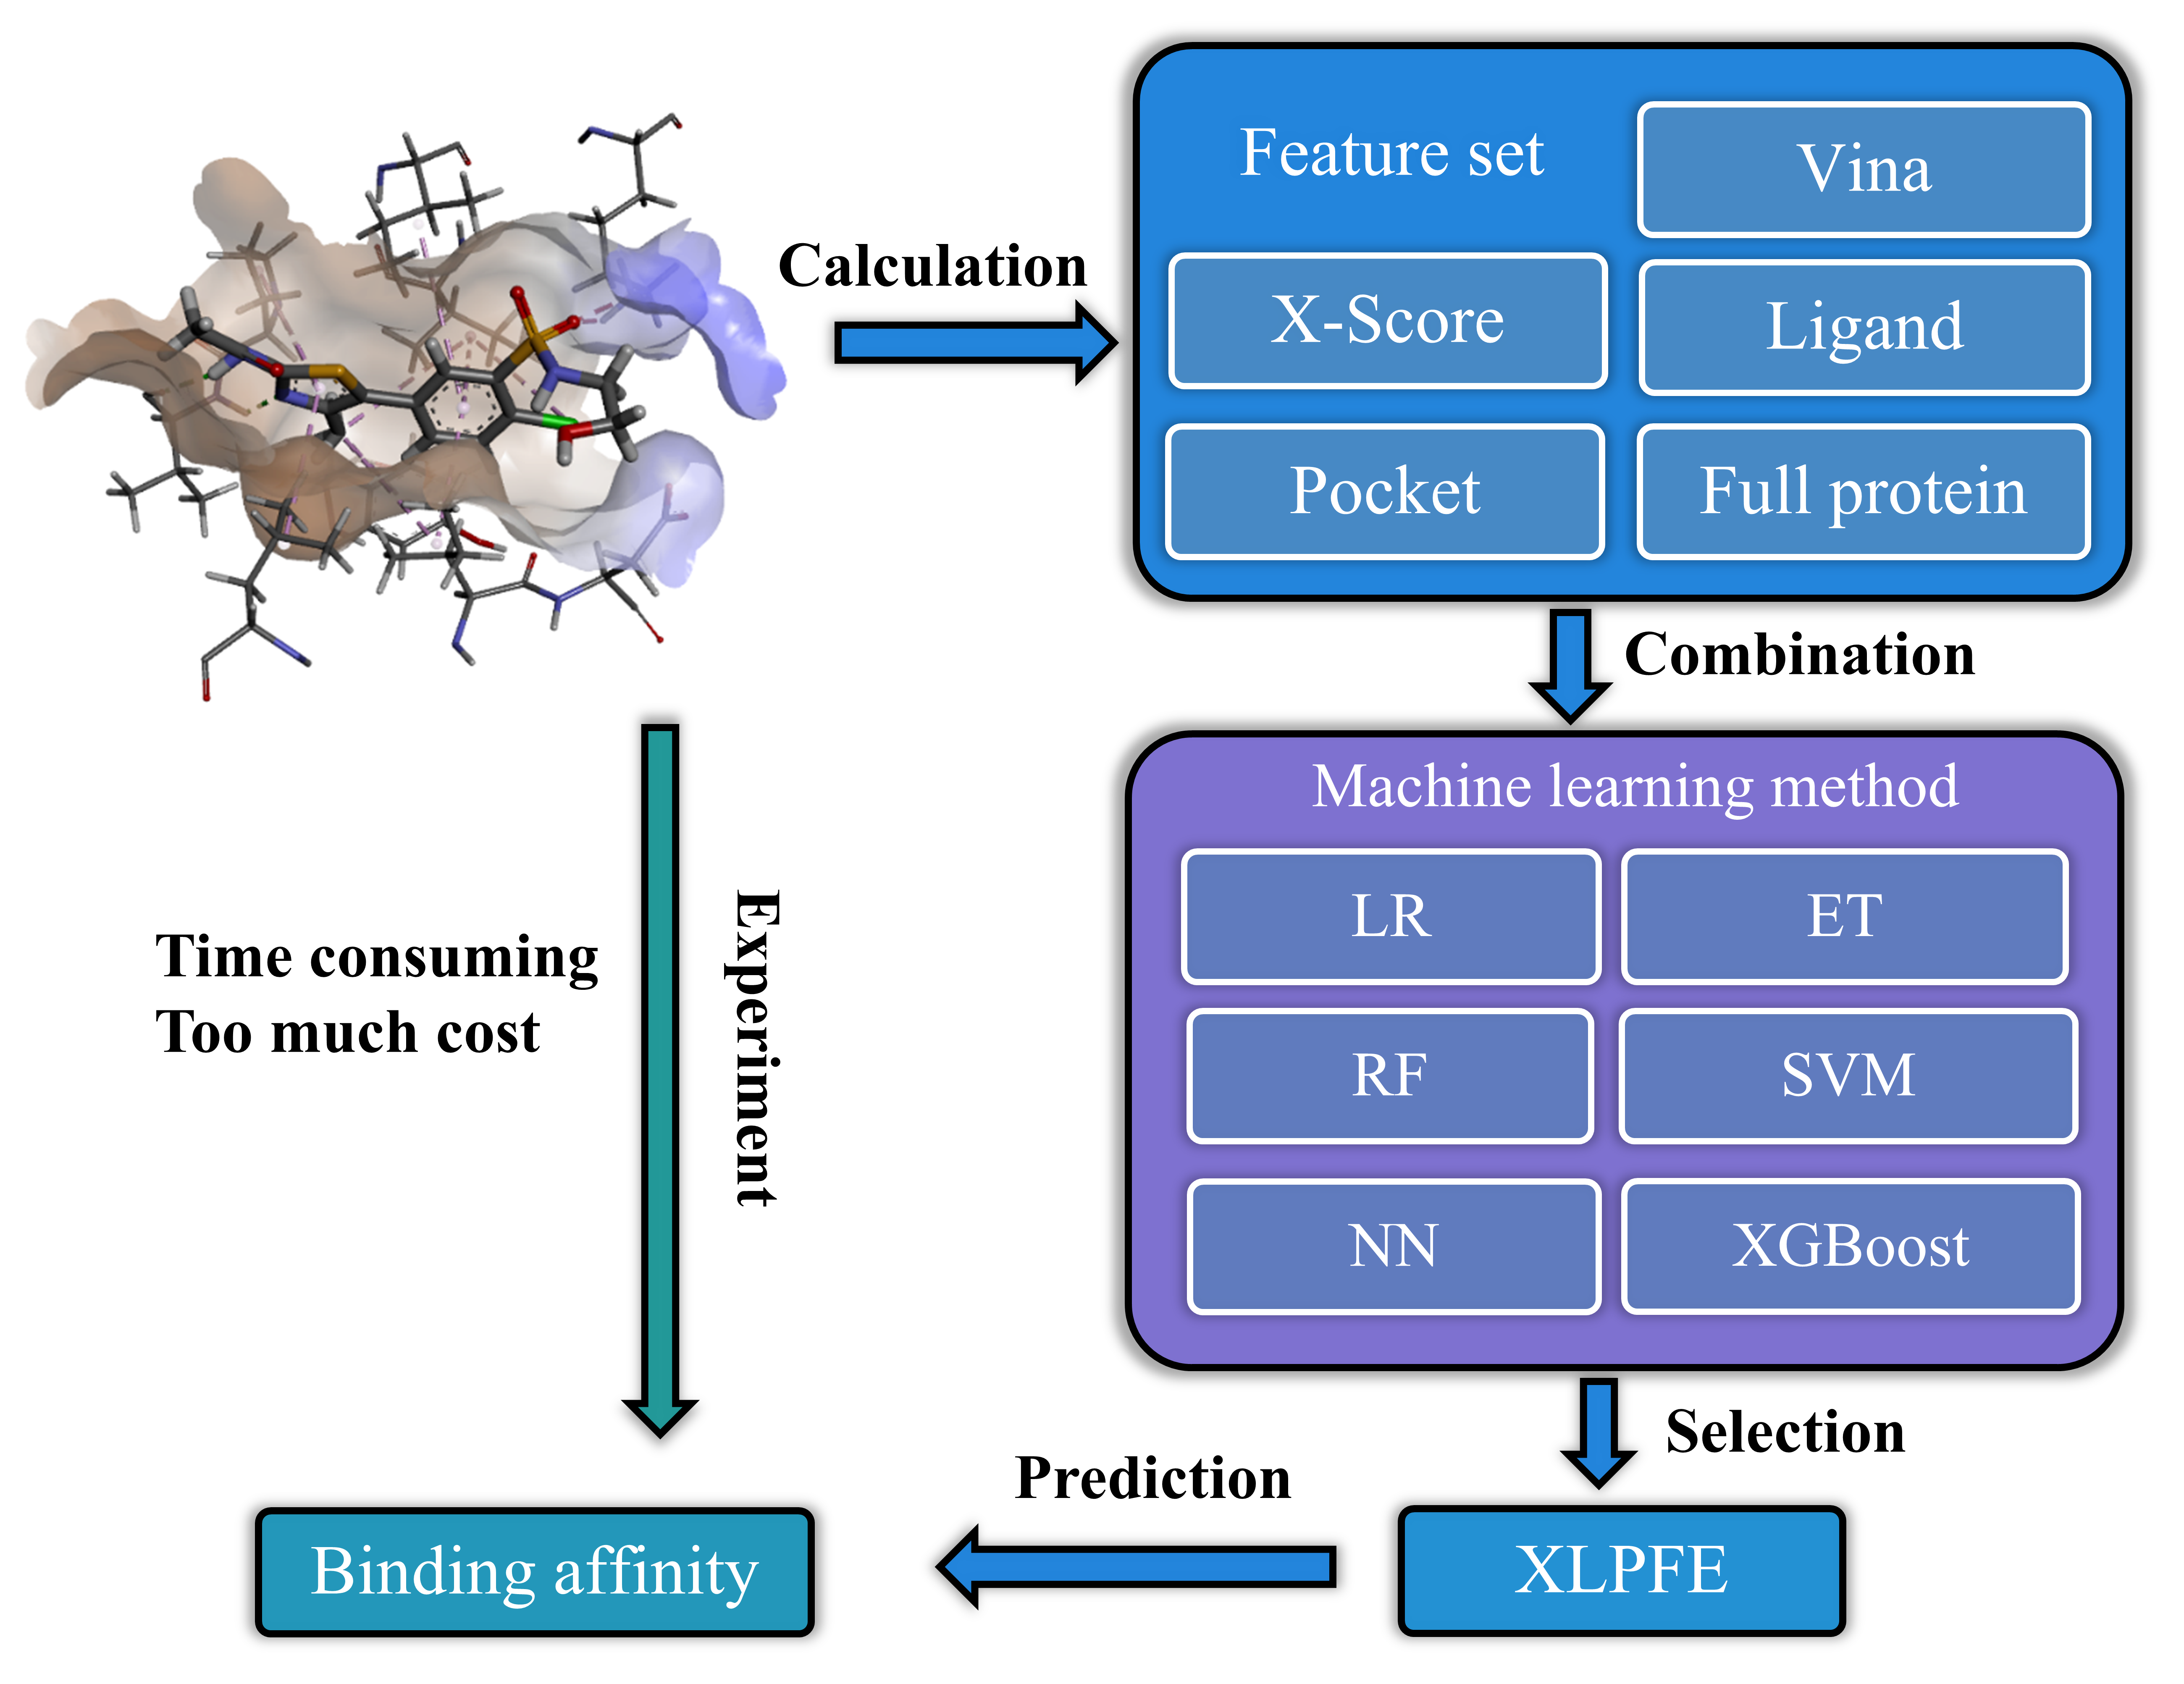 Calculation
Feature set
Vina
X-Score
Ligand
Pocket
Full protein
Combination
Machine learning method
LR
ET
RF
SVM
NN
XGBoost
Selection
XLPFE
Prediction
Experiment
Time consuming
Too much cost
Binding affinity